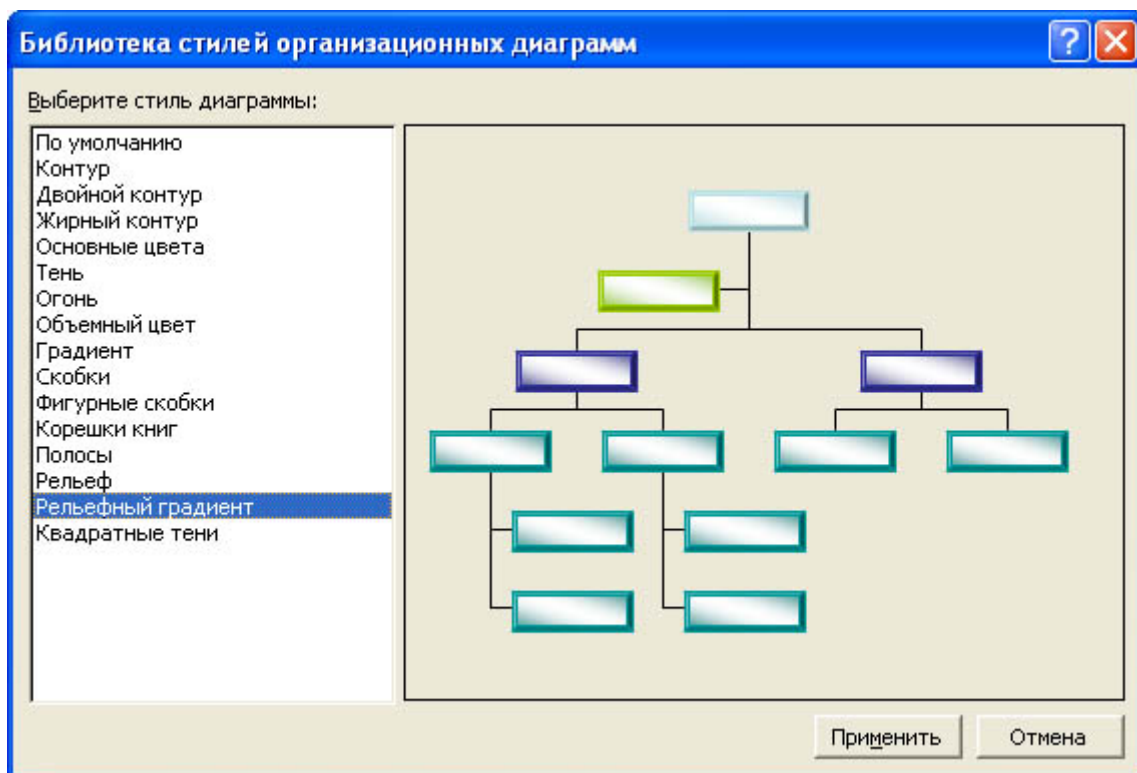 Библиотека стилей организационных диаграмм
Выберите стиль диаграммы:
По умолчанию
Контур
Двойной контур
Жирный контур
Основные цвета
Тень
Огонь
Объемный цвет
Градиент
Скобки
Фигурные скобки
Корешки книг
Полосы
Рельеф
Рельефный градиент
Квадратные тени
Применить
Отмена